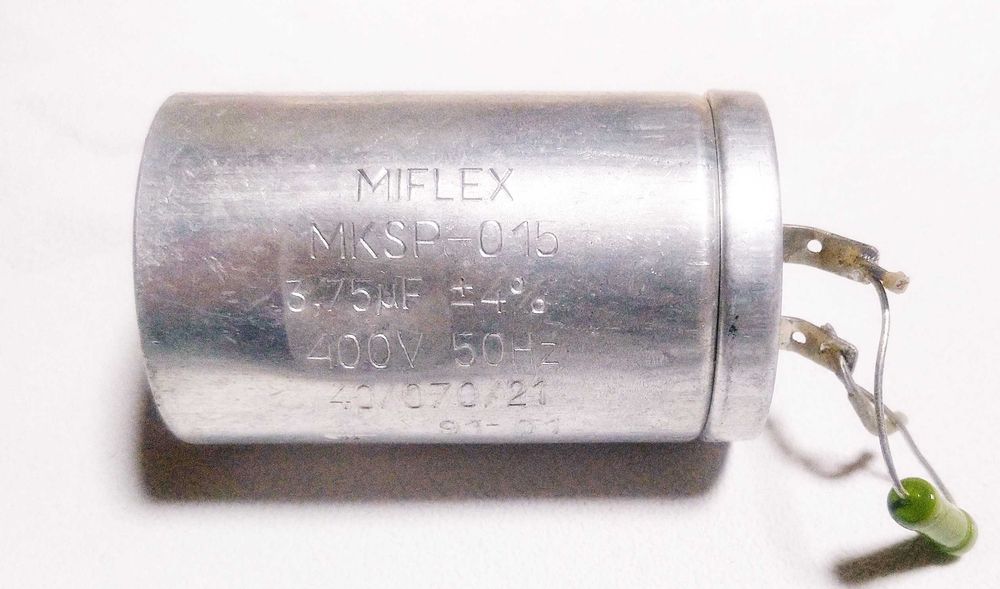 MIFLEX
MKSP-015
3,75µF ±4%
400V 50Hz
40/070/21